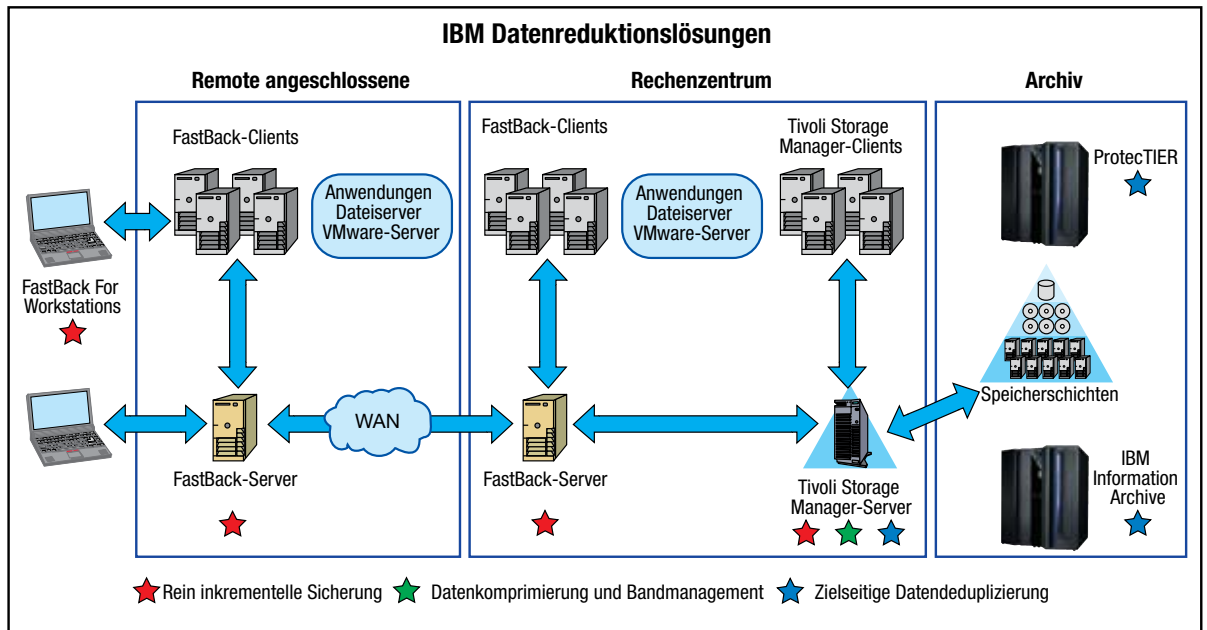 IBM Datenreduktionslösungen
Remote angeschlossene
Rechenzentrum
Archiv
FastBack-Clients
FastBack-Clients
Tivoli Storage
Manager-Clients
ProtecTIER
Anwendungen
Dateiserver
VMware-Server
Anwendungen
Dateiserver
VMware-Server
FastBack For
Workstations
Speicherschichten
WAN
FastBack-Server
FastBack-Server
Tivoli Storage
Manager-Server
IBM
Information
Archive
Rein inkrementelle Sicherung
Datenkomprimierung und Bandmanagement
Zielseitige Datendeduplizierung